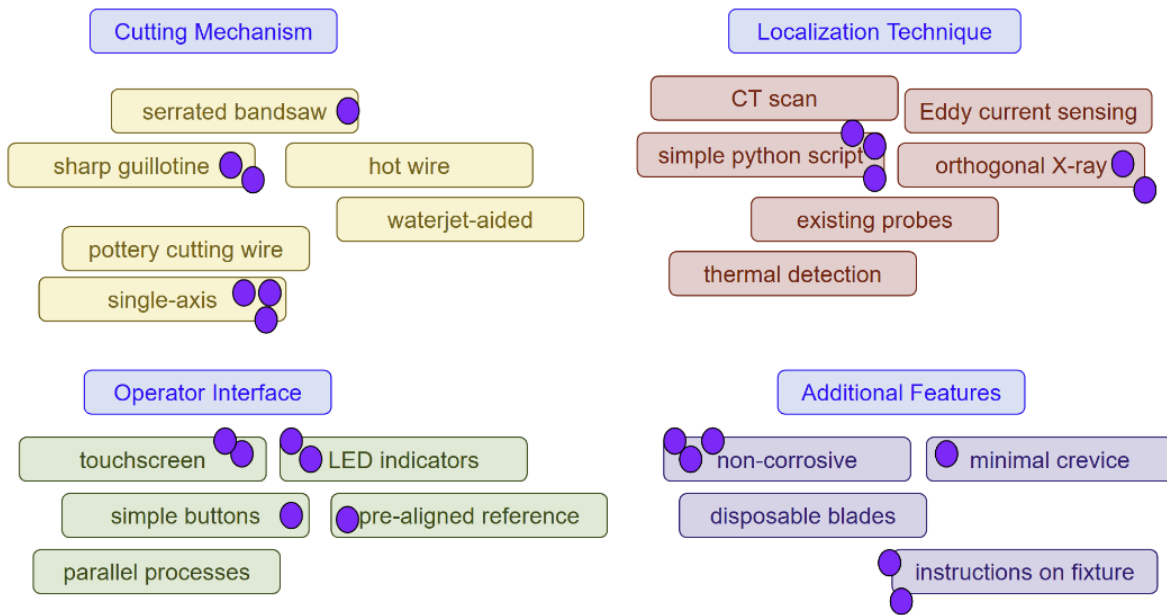 Cutting Mechanism
serrated bandsaw
sharp guillotine
hot wire
waterjet-aided
pottery cutting wire
single-axis
Localization Technique
CT scan
Eddy current sensing
simple python script
orthogonal X-ray
existing probes
thermal detection
Operator Interface
touchscreen
LED indicators
simple buttons
pre-aligned reference
parallel processes
Additional Features
non-corrosive
minimal crevice
disposable blades
instructions on fixture